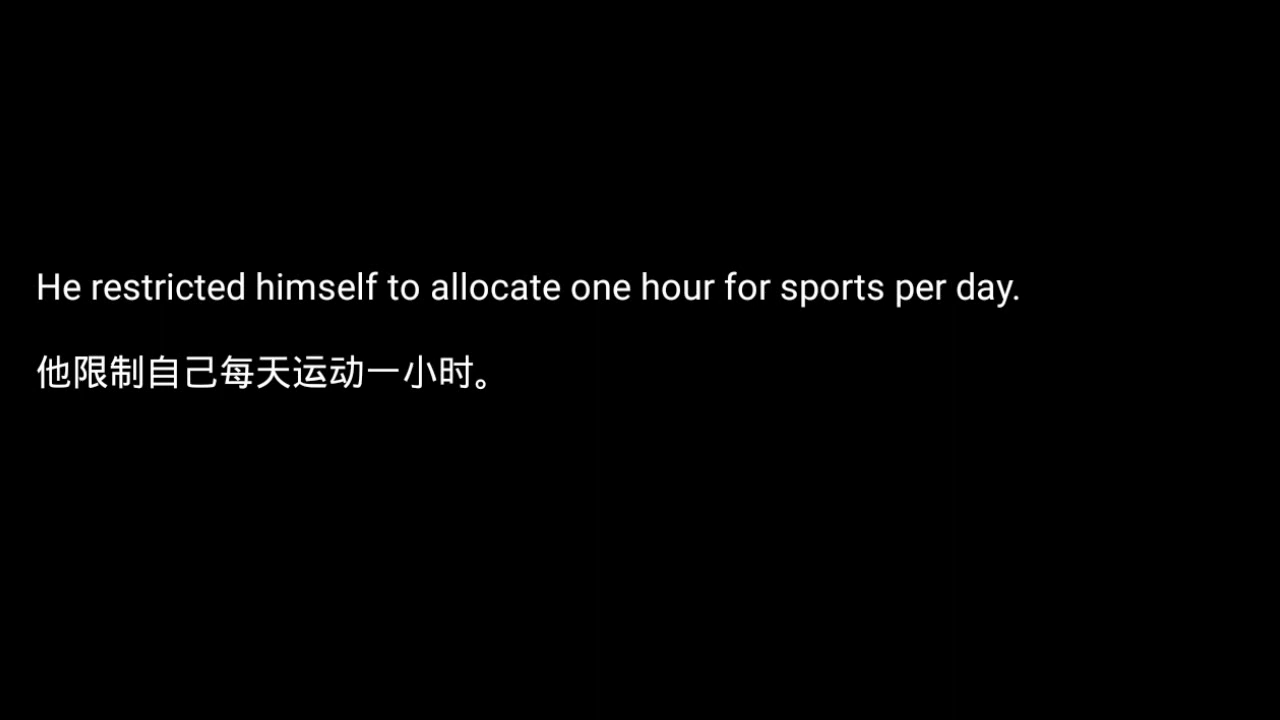 He restricted himself to allocate one hour for sports per day.
他限制自己每天运动一小时。